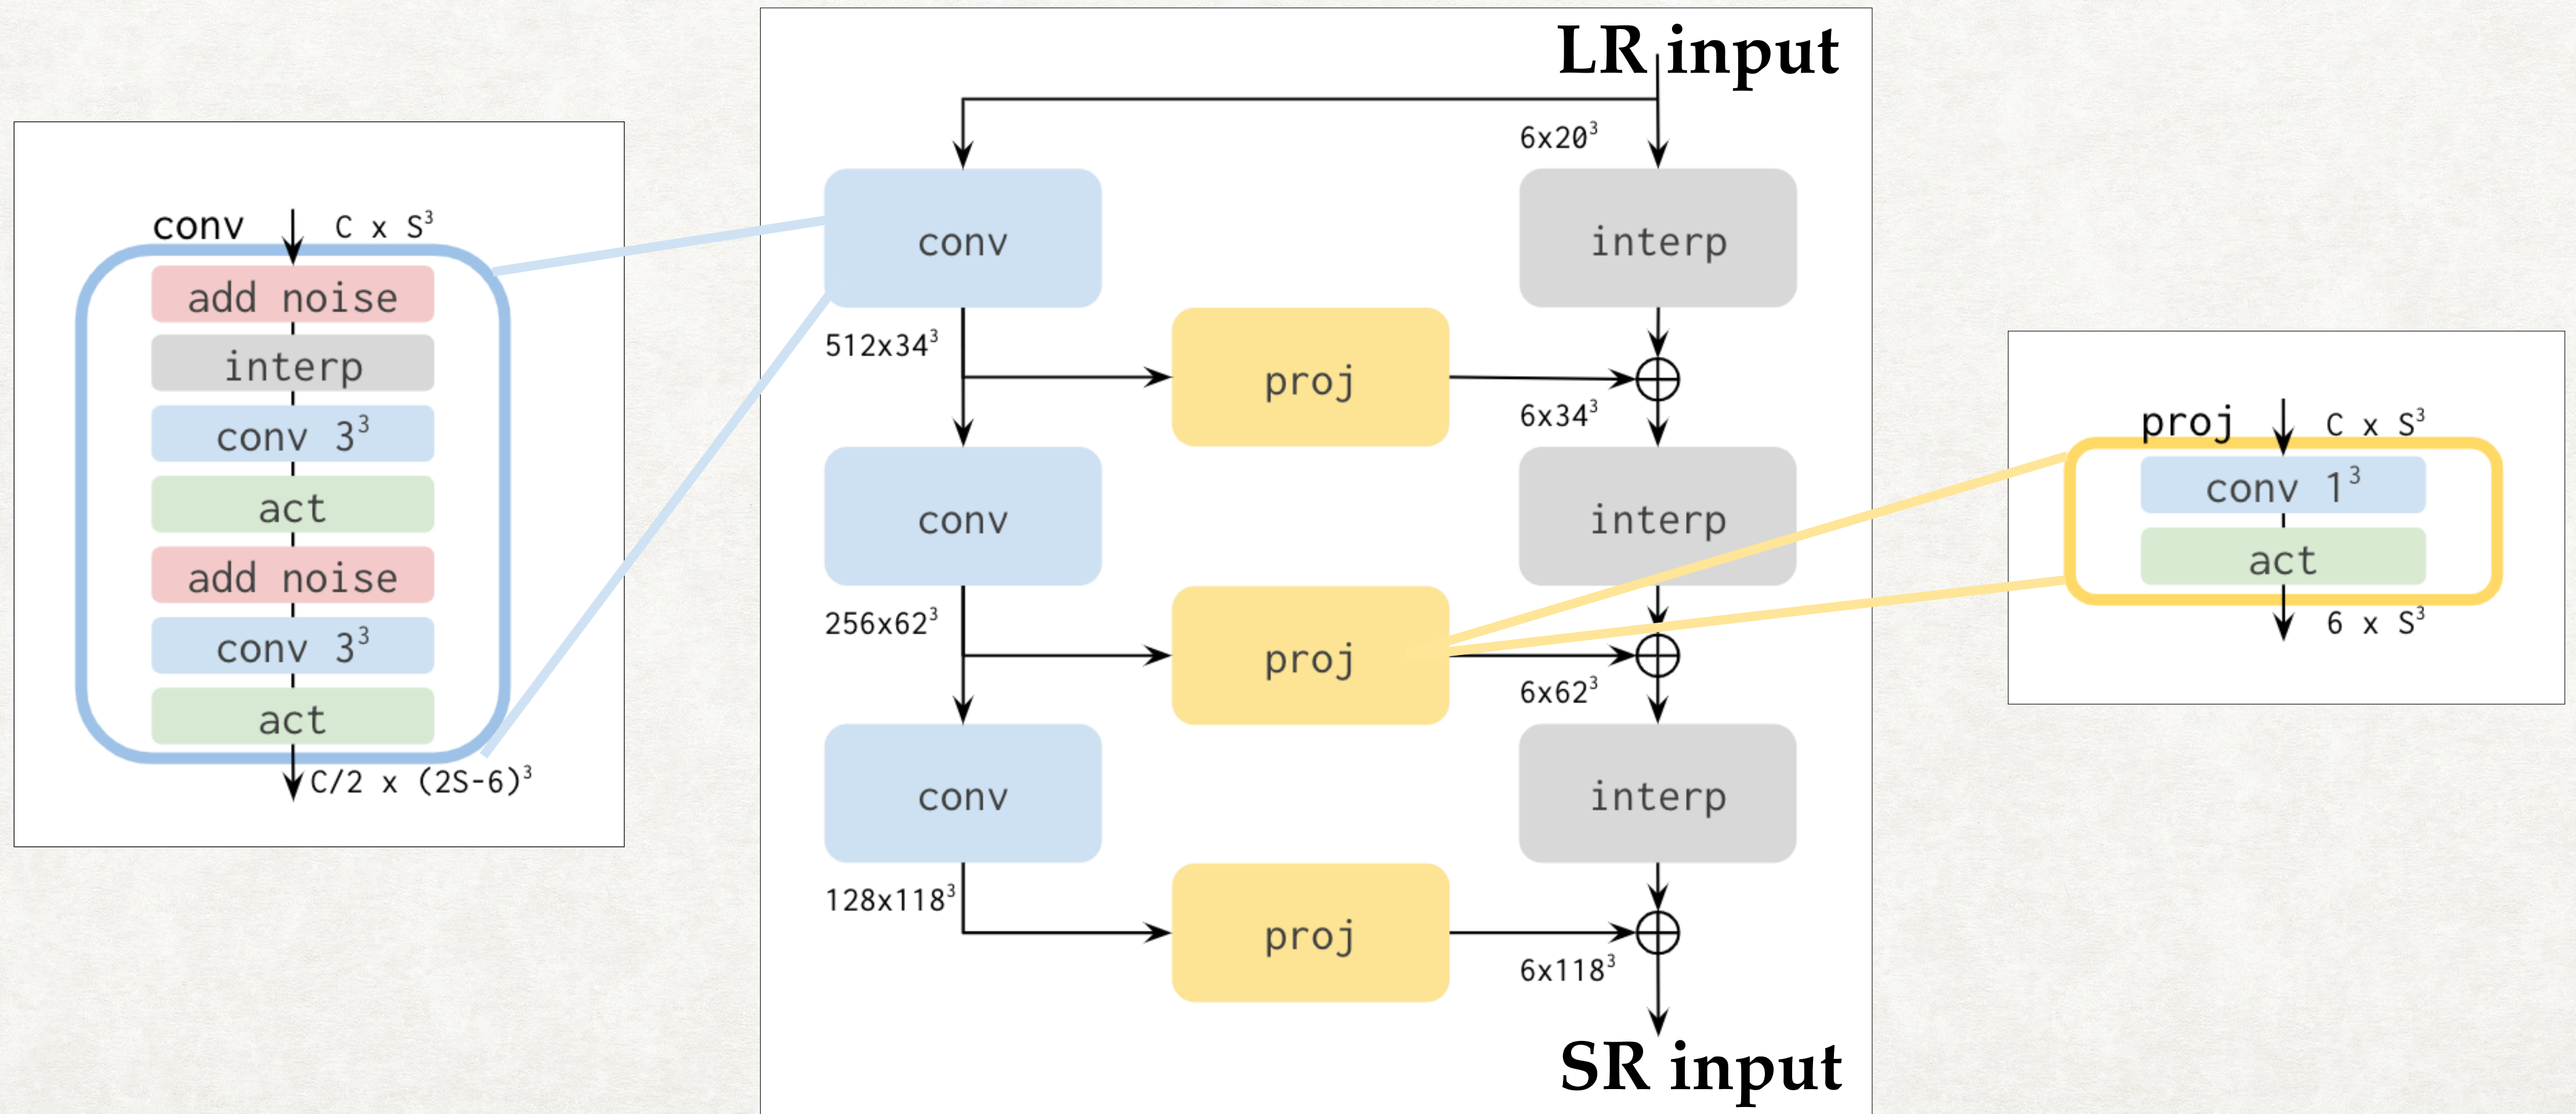 conv
C x S³
add noise
interp
conv 3³
act
add noise
conv 3³
act
C/2 x (2S-6)³
LR input
6x20³
conv
interp
512x34³
proj
6x34³
conv
interp
256x62³
proj
6x62³
conv
interp
128x118³
proj
6x118³
SR input
proj
C x S³
conv 1³
act
6 x S³